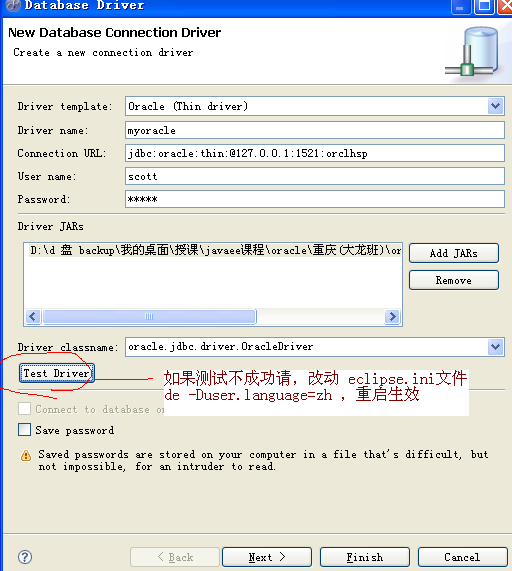 Database Driver
New Database Connection Driver
Create a new connection driver
Driver template: Oracle (Thin driver)
Driver name: myoracle
Connection URL: jdbc:oracle:thin:@127.0.0.1:1521:orclhsp
User name: scott
Password: *****
Driver JARs
D:\d 盘 backup\我的桌面\授课\javaee课程\oracle\重庆(大龙班)\or
Add JARs
Remove
Driver classname: oracle.jdbc.driver.OracleDriver
Test Driver
如果测试不成功请，改动 eclipse.ini文件
de -Duser.language=zh ，重启生效
Connect to database on
Save password
Saved passwords are stored on your computer in a file that's difficult, but
not impossible, for an intruder to read.
< Back
Next >
Finish
Cancel